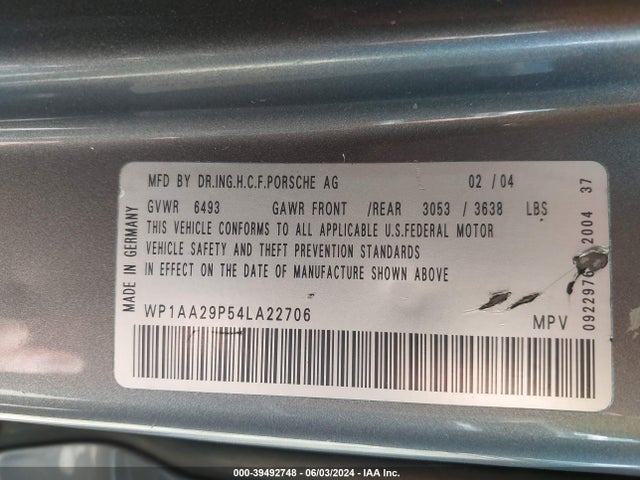 MFD BY DR.ING.H.C.F.PORSCHE AG 02 / 04
GVWR 6493 GAWR FRONT /REAR 3053 / 3638 LBS
THIS VEHICLE CONFORMS TO ALL APPLICABLE U.S.FEDERAL MOTOR
VEHICLE SAFETY AND THEFT PREVENTION STANDARDS
IN EFFECT ON THE DATE OF MANUFACTURE SHOWN ABOVE
WP1AA29P54LA22706
MPV
MADE IN GERMANY
2004 37
000-39492748 - 06/03/2024 - IAA Inc.